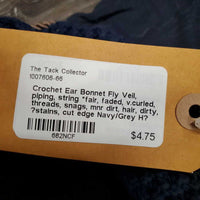 The Tack Collector
1007608-66
Crochet Ear Bonnet Fly Veil,
piping, string *fair, faded, v.curled,
threads, snags, mnr dirt, hair, dirty,
?stains, cut edge Navy/Grey H?
$4.75
682NCF